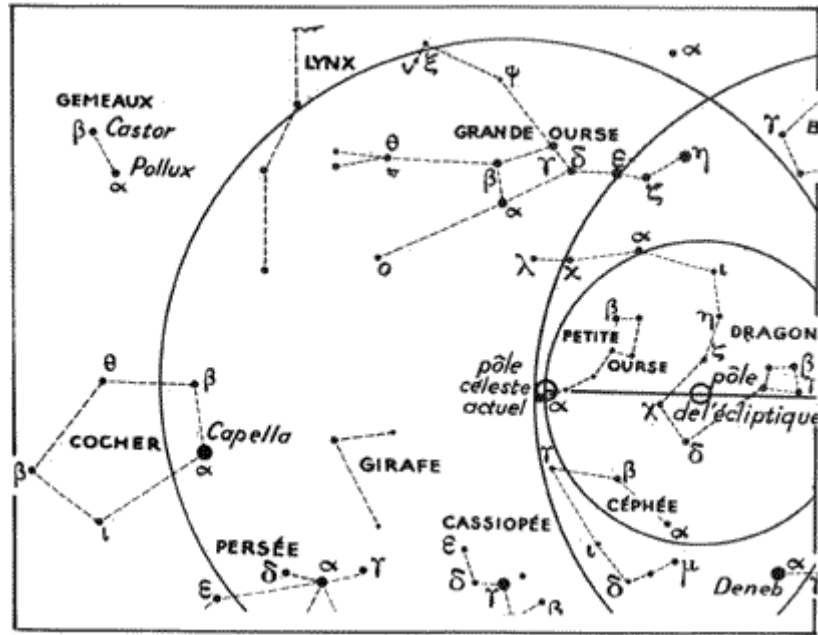 LYNX
ν ξ
ψ
α
GEMEAUX
β Castor
α Pollux
θ
GRANDE OURSE
β
γ
δ
ε
ζ
η
γ
B
α
ο
λ
χ
α
ι
η
ζ
PETITE
OURSE
β
DRAGON
pôle
céleste
actuel
α
pôle
de l'écliptique
β
γ
χ
δ
θ
β
Capella
α
COCHER
β
ι
GIRAFE
γ
β
CÉPHÉE
α
ι
δ
μ
CASSIOPÉE
ε
δ
γ
β
PERSÉE
δ
α
γ
ε
Deneb
α
γ